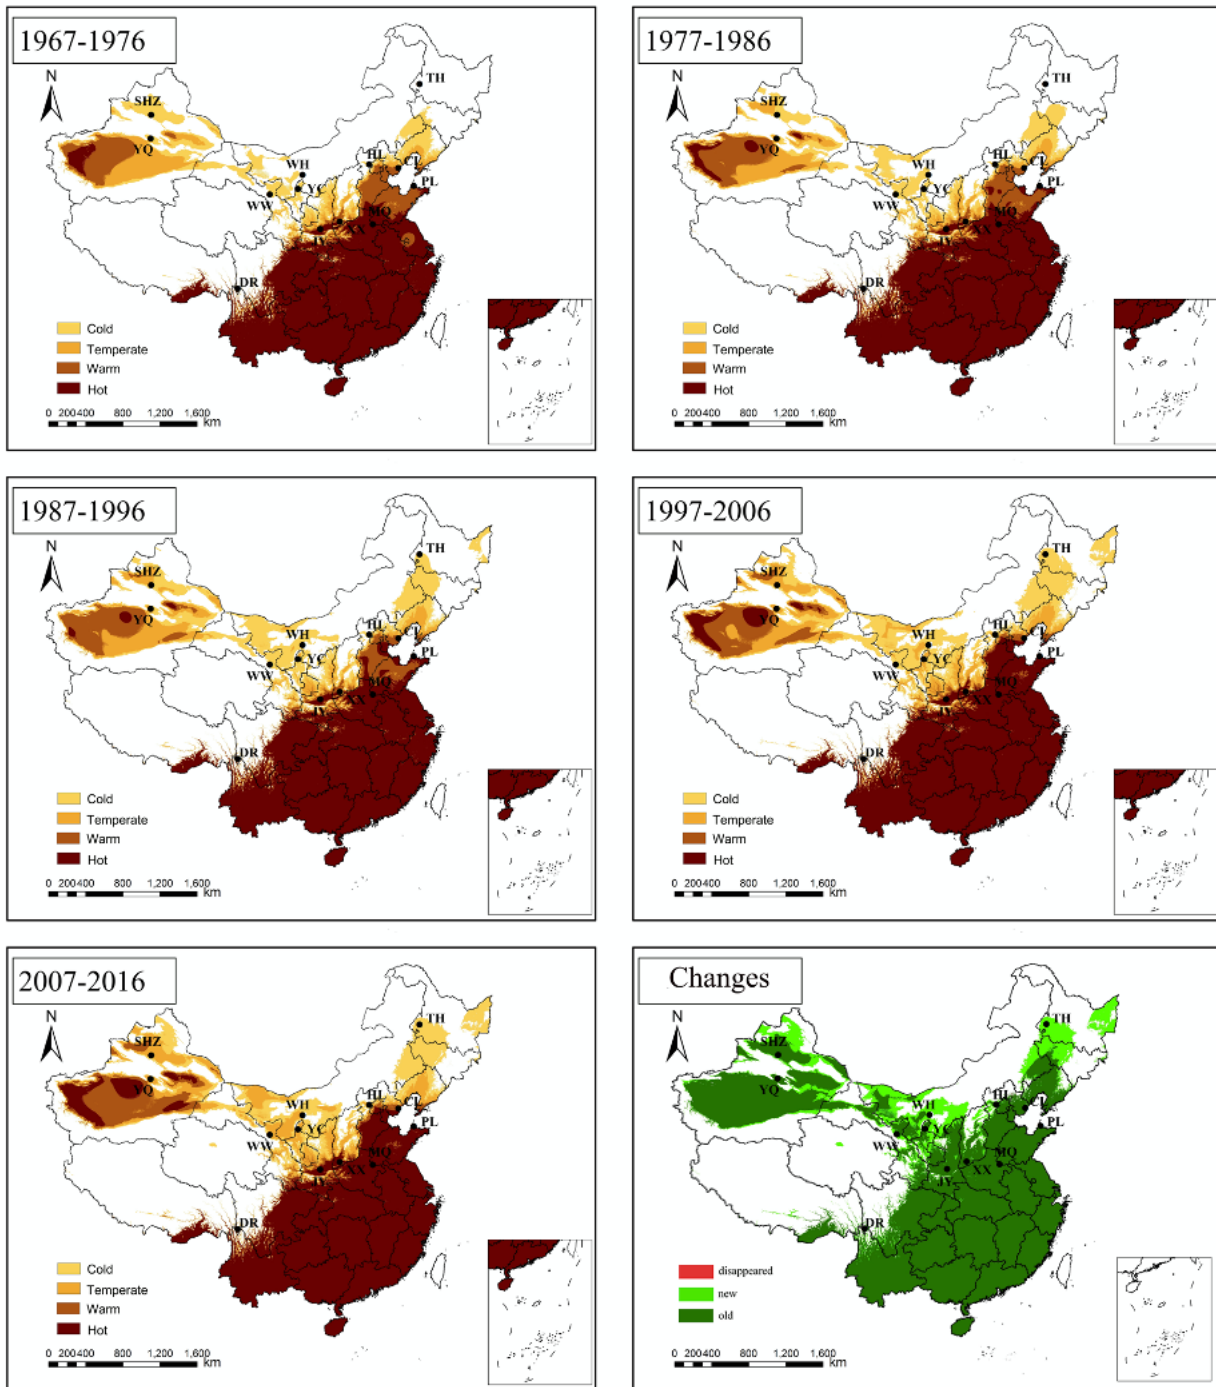 1967-1976
N
TH
SHZ
YQ
WH
HL
CL
YC
PL
WW
MQ
JY
XX
DR
Cold
Temperate
Warm
Hot
0 200400 800 1,200 1,600
km
1977-1986
N
TH
SHZ
YQ
WH
HL
CL
YC
PL
WW
MQ
JY
XX
DR
Cold
Temperate
Warm
Hot
0 200400 800 1,200 1,600
km
1987-1996
N
TH
SHZ
YQ
WH
HL
CL
YC
PL
WW
MQ
JY
XX
DR
Cold
Temperate
Warm
Hot
0 200400 800 1,200 1,600
km
1997-2006
N
TH
SHZ
YQ
WH
HL
CL
YC
PL
WW
MQ
JY
XX
DR
Cold
Temperate
Warm
Hot
0 200400 800 1,200 1,600
km
2007-2016
N
TH
SHZ
YQ
WH
HL
CL
YC
PL
WW
MQ
JY
XX
DR
Cold
Temperate
Warm
Hot
0 200400 800 1,200 1,600
km
Changes
N
TH
SHZ
YQ
WH
HL
CL
YC
PL
WW
MQ
JY
XX
DR
disappeared
new
old
0 200400 800 1,200 1,600
km